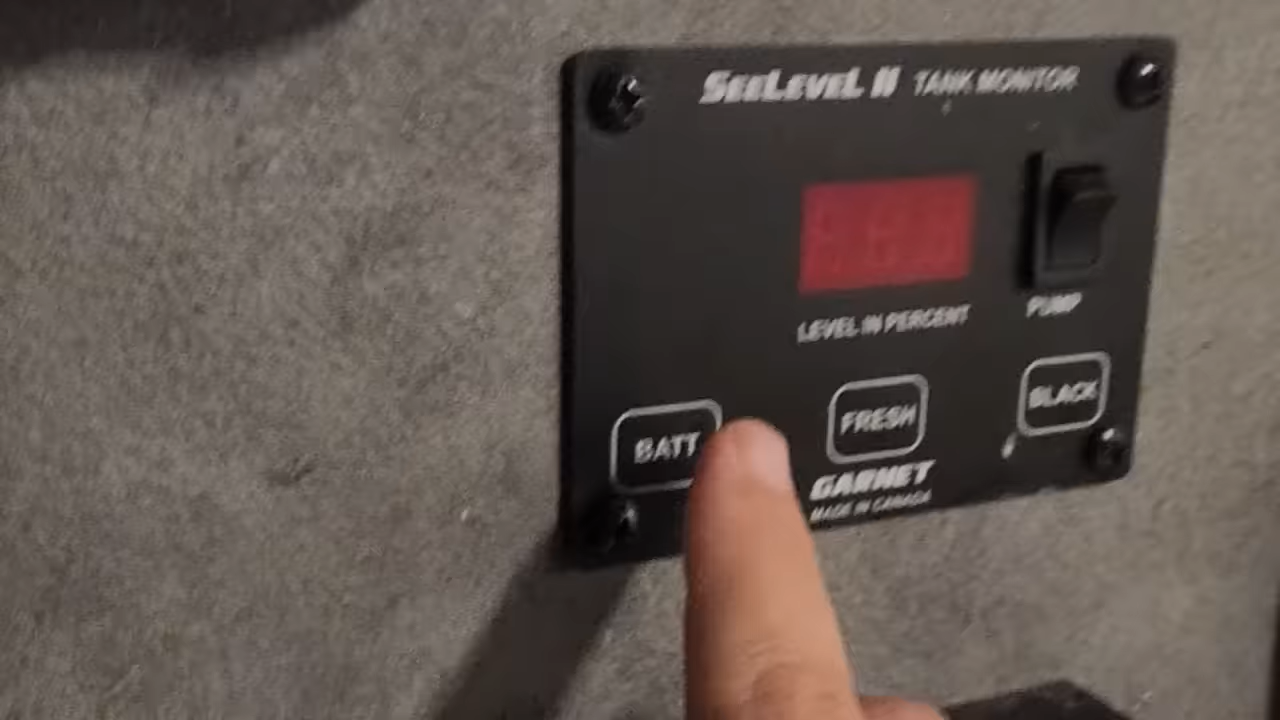 SEELEVEL II TANK MONITOR
LEVEL IN PERCENT
PUMP
BATT
FRESH
BLACK
GARNET
MADE IN CANADA